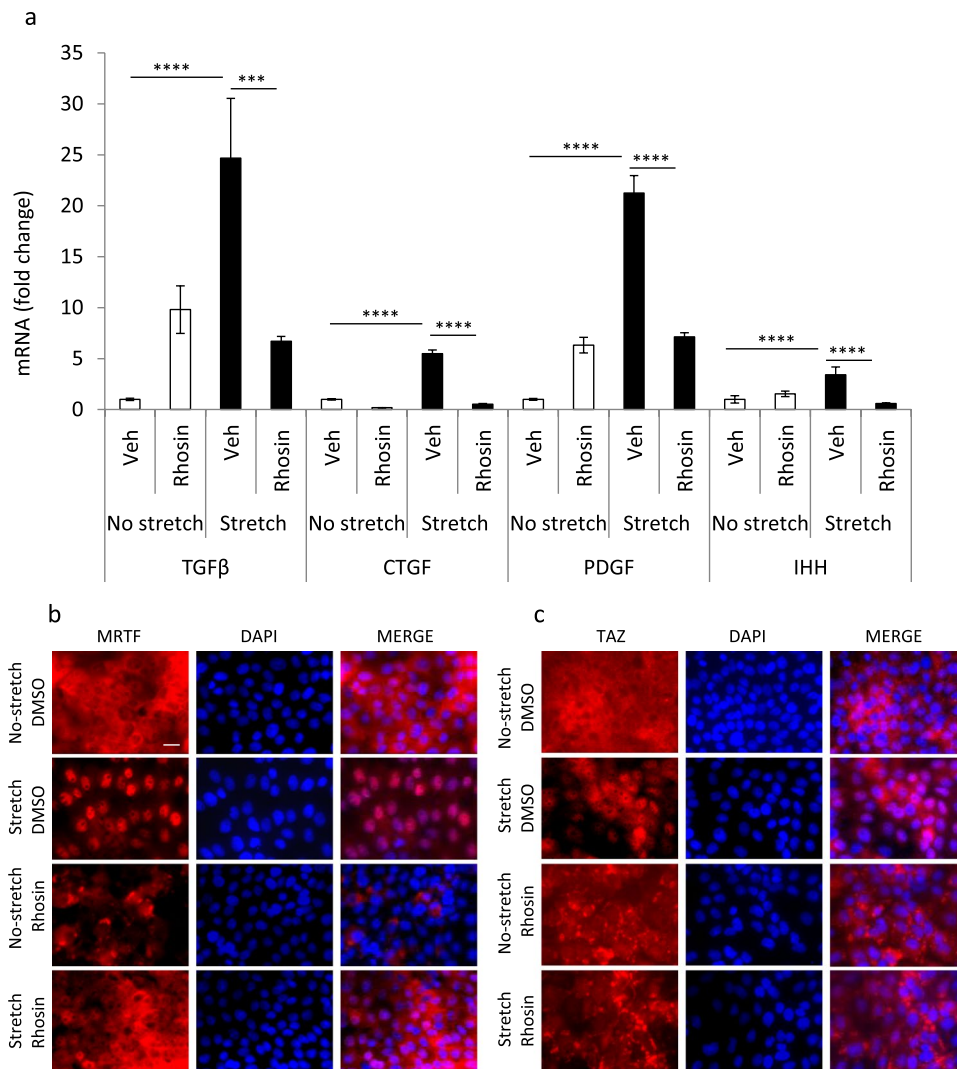 a
35
30
25
20
15
10
5
0
mRNA (fold change)
**** ***
**** ****
**** ****
**** ****
Veh Rhosin Veh Rhosin Veh Rhosin Veh Rhosin Veh Rhosin Veh Rhosin Veh Rhosin Veh Rhosin
No stretch Stretch No stretch Stretch No stretch Stretch No stretch Stretch
TGFβ CTGF PDGF IHH
b
MRTF DAPI MERGE
No-stretch
DMSO
Stretch
DMSO
No-stretch
Rhosin
Stretch
Rhosin
c
TAZ DAPI MERGE
No-stretch
DMSO
Stretch
DMSO
No-stretch
Rhosin
Stretch
Rhosin